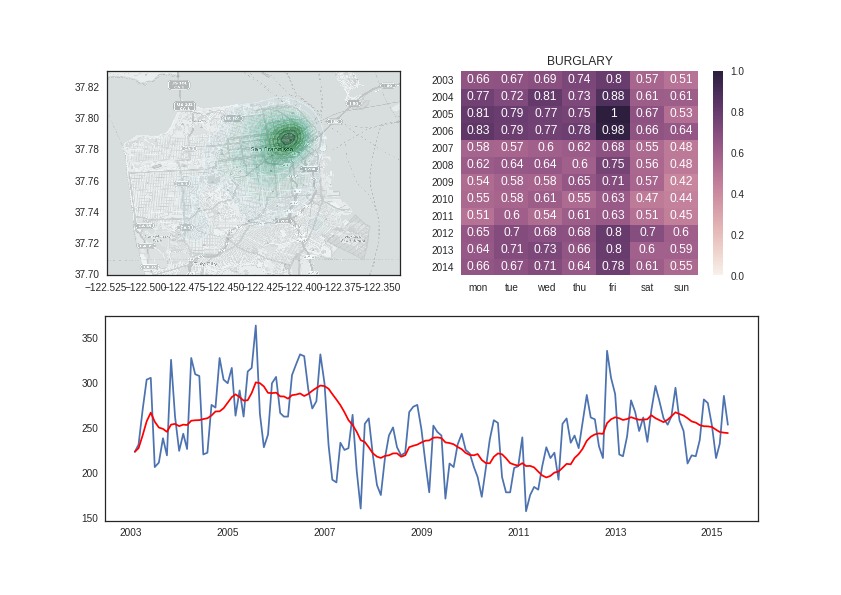 BURGLARY
37.82
37.80
37.78
37.76
37.74
37.72
37.70
San Francisco
−122.525 −122.500 −122.475 −122.450 −122.425 −122.400 −122.375 −122.350
2003 0.66 0.67 0.69 0.74 0.8 0.57 0.51
2004 0.77 0.72 0.81 0.73 0.88 0.61 0.61
2005 0.81 0.79 0.77 0.75 1 0.67 0.53
2006 0.83 0.79 0.77 0.78 0.98 0.66 0.64
2007 0.58 0.57 0.6 0.62 0.68 0.55 0.48
2008 0.62 0.64 0.64 0.6 0.75 0.56 0.48
2009 0.54 0.58 0.58 0.65 0.71 0.57 0.42
2010 0.55 0.58 0.61 0.55 0.63 0.47 0.44
2011 0.51 0.6 0.54 0.61 0.63 0.51 0.45
2012 0.65 0.7 0.68 0.68 0.8 0.7 0.6
2013 0.64 0.71 0.73 0.66 0.8 0.6 0.59
2014 0.66 0.67 0.71 0.64 0.78 0.61 0.55
mon tue wed thu fri sat sun
1.0
0.8
0.6
0.4
0.2
0.0
350
300
250
200
150
2003 2005 2007 2009 2011 2013 2015